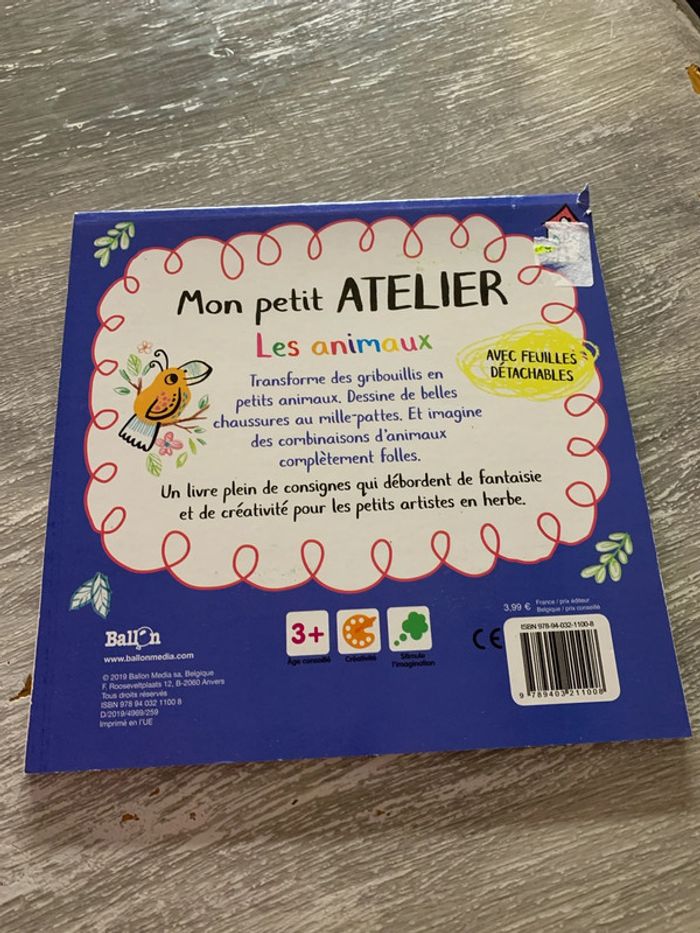 Mon petit ATELIER
Les animaux
AVEC FEUILLES
DÉTACHABLES
Transforme des gribouillis en
petits animaux. Dessine de belles
chaussures au mille-pattes. Et imagine
des combinaisons d'animaux
complètement folles.
Un livre plein de consignes qui débordent de fantaisie
et de créativité pour les petits artistes en herbe.
Ballon
www.ballonmedia.com
© 2019 Ballon Media sa, Belgique
F. Rooseveltplaats 12, B-2060 Anvers
Tous droits réservés
ISBN 978 94 032 1100 8
D/2019/4969/259
Imprimé en l'UE
3+
Âge conseillé
Créativité
Stimule
l'imagination
3,99 €
France / prix éditeur
Belgique / prix conseillé
CE
ISBN 978-94-032-1100-8
9 789403 211008